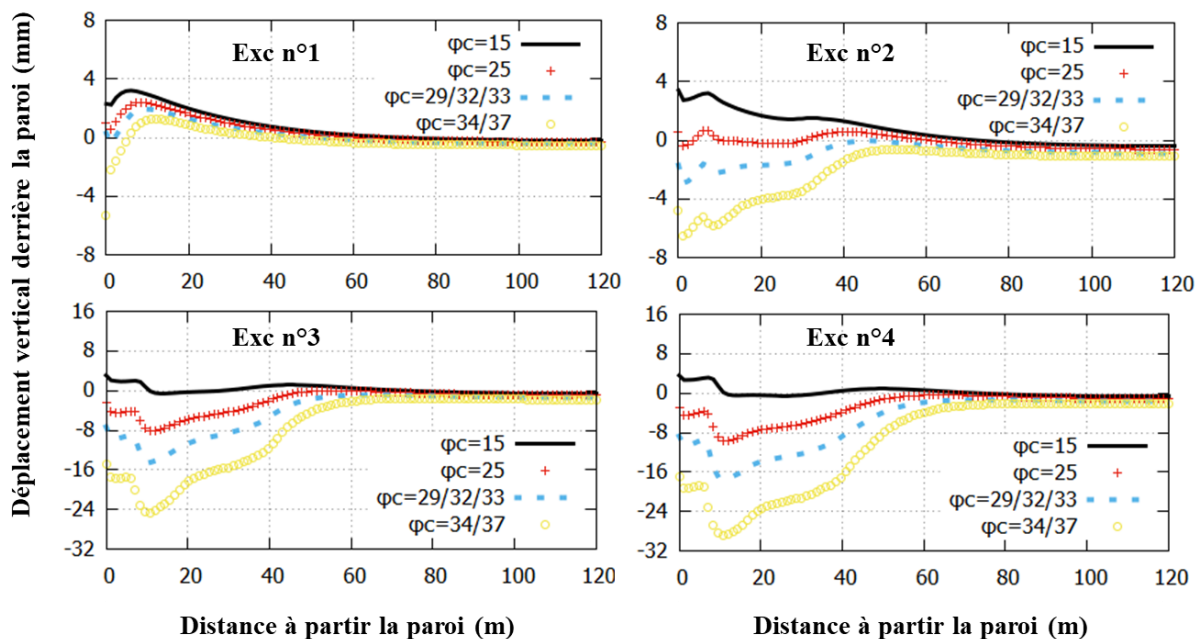 Déplacement vertical derrière la paroi (mm)
Exc n°1
φc=15
φc=25
φc=29/32/33
φc=34/37
8
4
0
-4
-8
0 20 40 60 80 100 120
Exc n°2
φc=15
φc=25
φc=29/32/33
φc=34/37
8
4
0
-4
-8
0 20 40 60 80 100 120
Exc n°3
φc=15
φc=25
φc=29/32/33
φc=34/37
16
8
0
-8
-16
-24
-32
0 20 40 60 80 100 120
Exc n°4
φc=15
φc=25
φc=29/32/33
φc=34/37
16
8
0
-8
-16
-24
-32
0 20 40 60 80 100 120
Distance à partir la paroi (m)
Distance à partir la paroi (m)